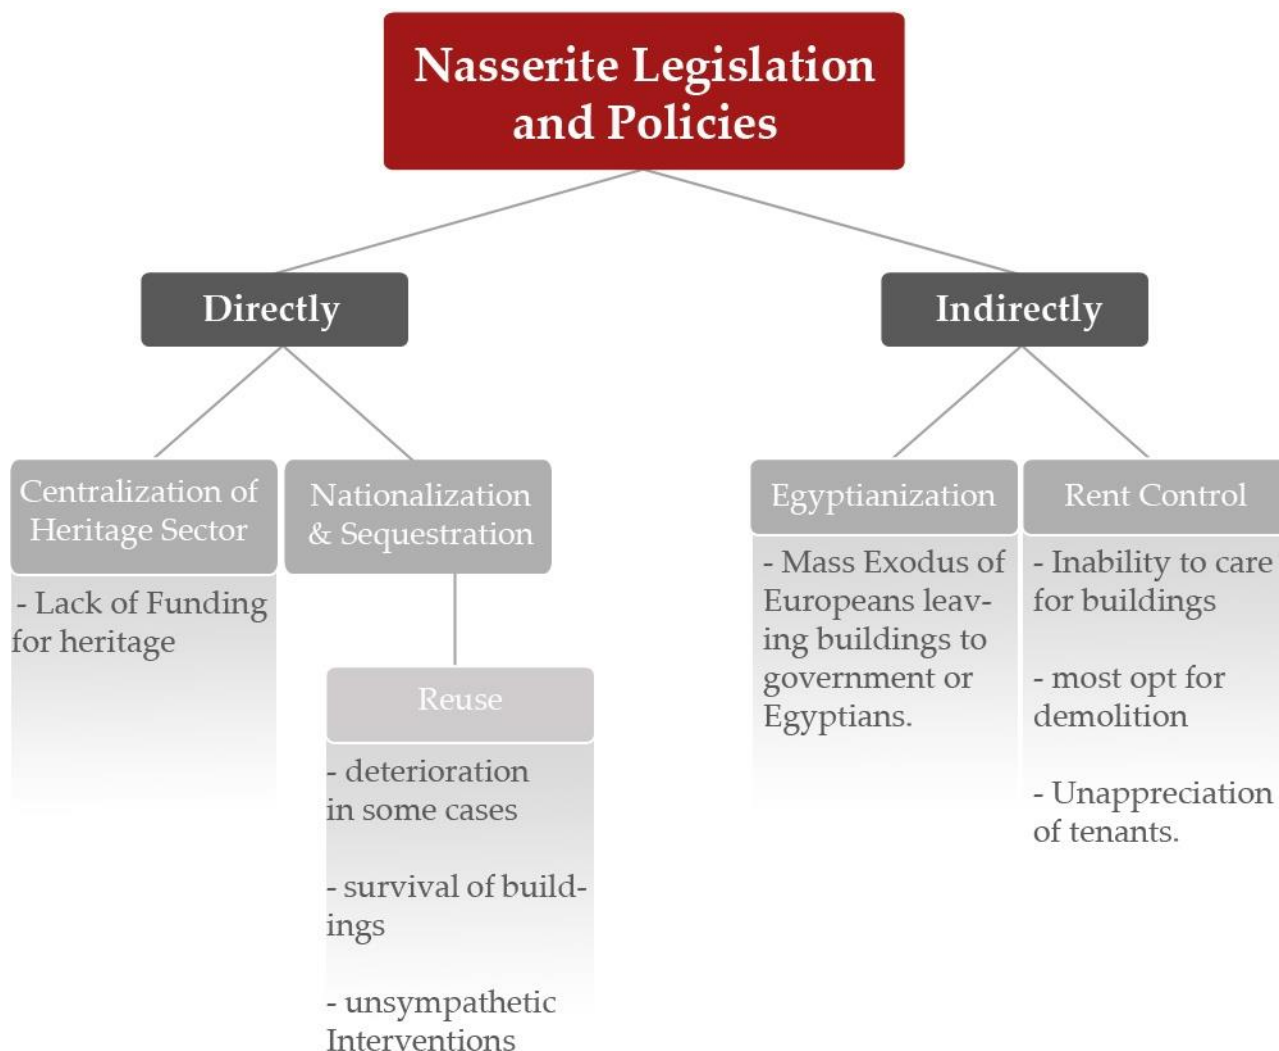 Nasserite Legislation
and Policies
Directly
Indirectly
Centralization of
Heritage Sector
- Lack of Funding
for heritage
Nationalization
& Sequestration
Reuse
- deterioration
in some cases
- survival of build-
ings
- unsympathetic
Interventions
Egyptianization
- Mass Exodus of
Europeans leav-
ing buildings to
government or
Egyptians.
Rent Control
- Inability to care
for buildings
- most opt for
demolition
- Unappreciation
of tenants.